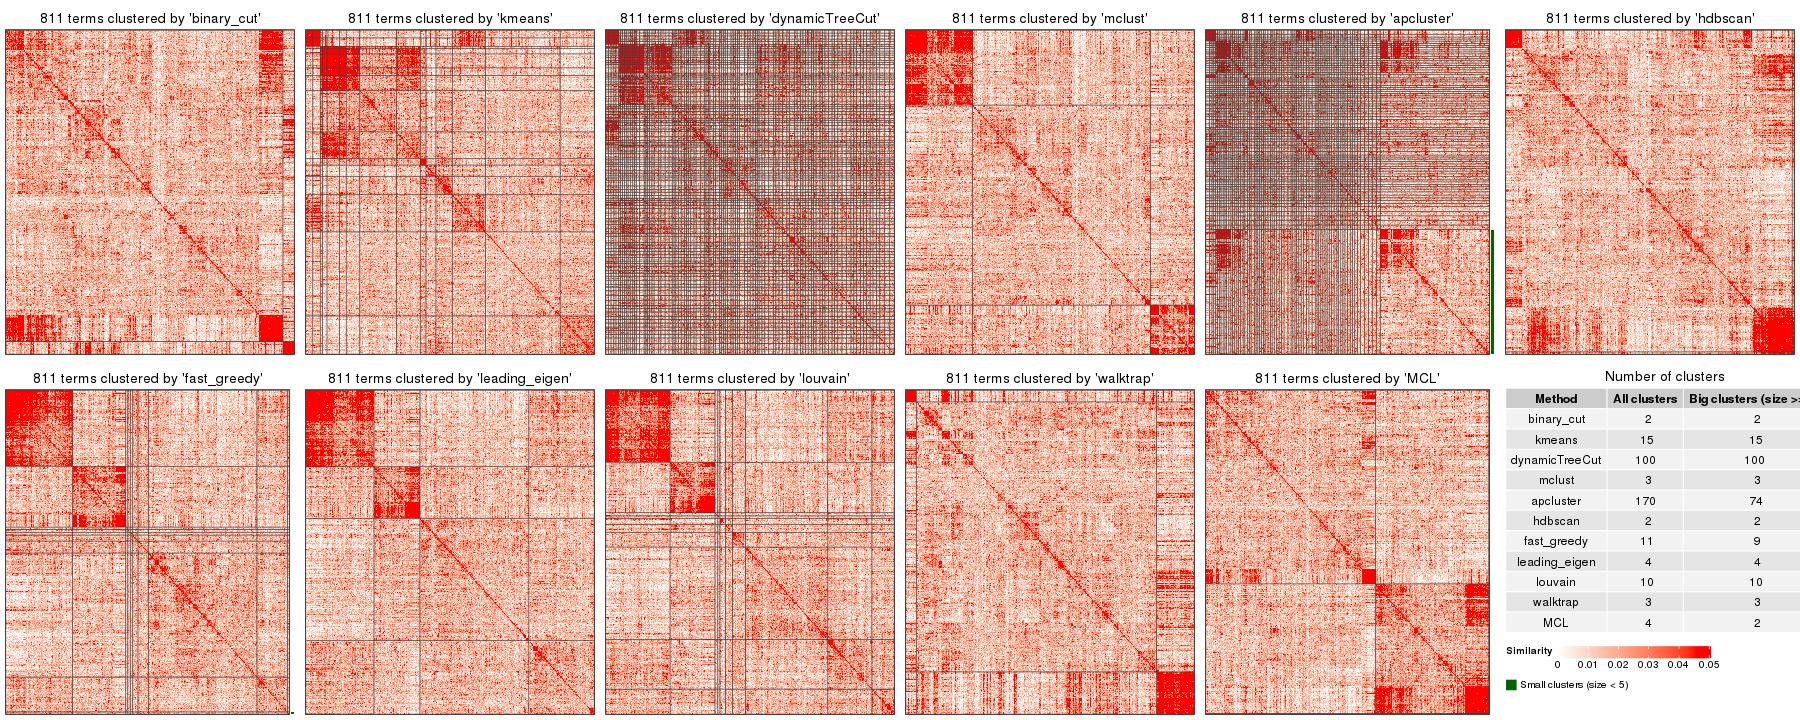 811 terms clustered by 'binary_cut'
811 terms clustered by 'kmeans'
811 terms clustered by 'dynamicTreeCut'
811 terms clustered by 'mclust'
811 terms clustered by 'apcluster'
811 terms clustered by 'hdbscan'
811 terms clustered by 'fast_greedy'
811 terms clustered by 'leading_eigen'
811 terms clustered by 'louvain'
811 terms clustered by 'walktrap'
811 terms clustered by 'MCL'
Number of clusters
Method All clusters Big clusters (size >=
binary_cut 2 2
kmeans 15 15
dynamicTreeCut 100 100
mclust 3 3
apcluster 170 74
hdbscan 2 2
fast_greedy 11 9
leading_eigen 4 4
louvain 10 10
walktrap 3 3
MCL 4 2
Similarity
0 0.01 0.02 0.03 0.04 0.05
Small clusters (size < 5)